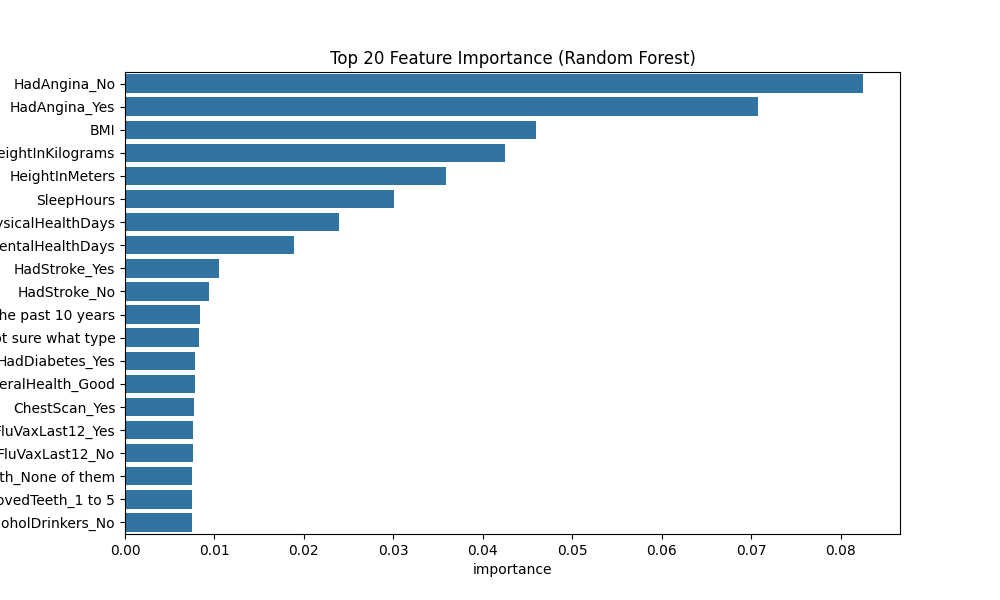 Top 20 Feature Importance (Random Forest)
HadAngina_No
HadAngina_Yes
BMI
eightInKilograms
HeightInMeters
SleepHours
ysicalHealthDays
entalHealthDays
HadStroke_Yes
HadStroke_No
he past 10 years
ot sure what type
HadDiabetes_Yes
eralHealth_Good
ChestScan_Yes
FluVaxLast12_Yes
FluVaxLast12_No
th_None of them
ovedTeeth_1 to 5
coholDrinkers_No
0.00 0.01 0.02 0.03 0.04 0.05 0.06 0.07 0.08
importance